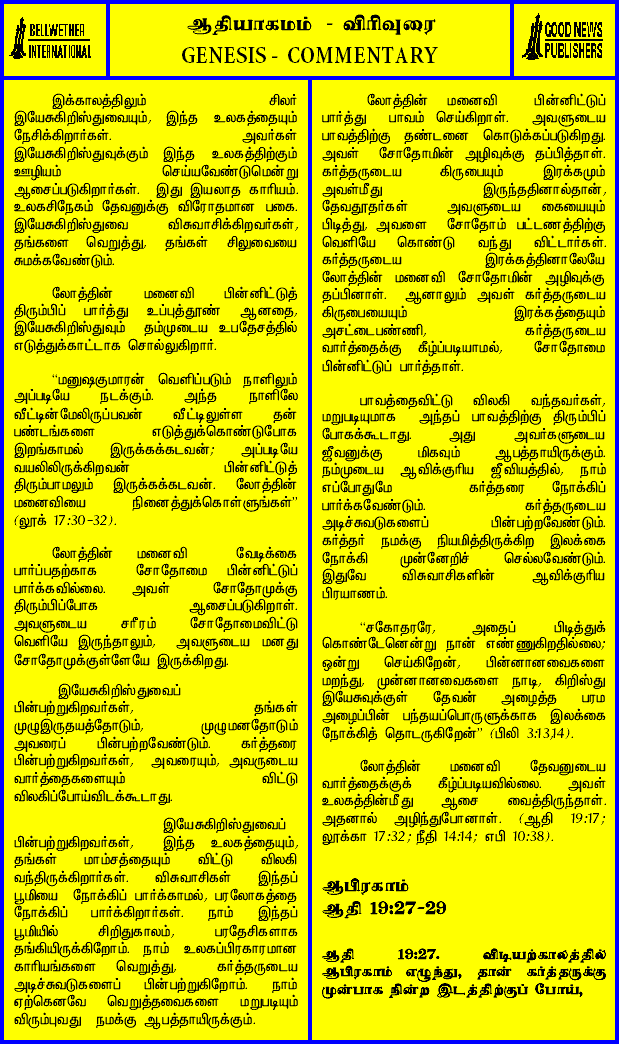 BELLWETHER
INTERNATIONAL
ஆதியாகமம் - விரிவுரை
GENESIS - COMMENTARY
GOOD NEWS
PUBLISHERS
இக்காலத்திலும் சிலர்
இயேசுகிறிஸ்துவையும், இந்த உலகத்தையும்
நேசிக்கிறார்கள். அவர்கள்
இயேசுகிறிஸ்துவுக்கும் இந்த உலகத்திற்கும்
ஊழியம் செய்யவேண்டுமென்று
ஆசைப்படுகிறார்கள். இது இயலாத காரியம்.
உலகசிநேகம் தேவனுக்கு விரோதமான பகை.
இயேசுகிறிஸ்துவை விசுவாசிக்கிறவர்கள்,
தங்களை வெறுத்து, தங்கள் சிலுவையை
சுமக்கவேண்டும்.
லோத்தின் மனைவி பின்னிட்டுத்
திரும்பிப் பார்த்து உப்புத்தூண் ஆனதை,
இயேசுகிறிஸ்துவும் தம்முடைய உபதேசத்தில்
எடுத்துக்காட்டாக சொல்லுகிறார்.
“மனுஷகுமாரன் வெளிப்படும் நாளிலும்
அப்படியே நடக்கும். அந்த நாளிலே
வீட்டின்மேலிருப்பவன் வீட்டிலுள்ள தன்
பண்டங்களை எடுத்துக்கொண்டுபோக
இறங்காமல் இருக்கக்கடவன்; அப்படியே
வயலிலிருக்கிறவன் பின்னிட்டுத்
திரும்பாமலும் இருக்கக்கடவன். லோத்தின்
மனைவியை நினைத்துக்கொள்ளுங்கள்”
(லூக் 17:30-32).
லோத்தின் மனைவி வேடிக்கை
பார்ப்பதற்காக சோதோமை பின்னிட்டுப்
பார்க்கவில்லை. அவள் சோதோமுக்கு
திரும்பிப்போக ஆசைப்படுகிறாள்.
அவளுடைய சரீரம் சோதோமைவிட்டு
வெளியே இருந்தாலும், அவளுடைய மனது
சோதோமுக்குள்ளேயே இருக்கிறது.
இயேசுகிறிஸ்துவைப்
பின்பற்றுகிறவர்கள், தங்கள்
முழுஇருதயத்தோடும், முழுமனதோடும்
அவரைப் பின்பற்றவேண்டும். கர்த்தரை
பின்பற்றுகிறவர்கள், அவரையும், அவருடைய
வார்த்தைகளையும் விட்டு
விலகிப்போய்விடக்கூடாது.
இயேசுகிறிஸ்துவைப்
பின்பற்றுகிறவர்கள், இந்த உலகத்தையும்,
தங்கள் மாம்சத்தையும் விட்டு விலகி
வந்திருக்கிறார்கள். விசுவாசிகள் இந்தப்
பூமியை நோக்கிப் பார்க்காமல், பரலோகத்தை
நோக்கிப் பார்க்கிறார்கள். நாம் இந்தப்
பூமியில் சிறிதுகாலம், பரதேசிகளாக
தங்கியிருக்கிறோம். நாம் உலகப்பிரகாரமான
காரியங்களை வெறுத்து, கர்த்தருடைய
அடிச்சுவடுகளைப் பின்பற்றுகிறோம். நாம்
ஏற்கெனவே வெறுத்தவைகளை மறுபடியும்
விரும்புவது நமக்கு ஆபத்தாயிருக்கும்.
லோத்தின் மனைவி பின்னிட்டுப்
பார்த்து பாவம் செய்கிறாள். அவளுடைய
பாவத்திற்கு தண்டனை கொடுக்கப்படுகிறது.
அவள் சோதோமின் அழிவுக்கு தப்பித்தாள்.
கர்த்தருடைய கிருபையும் இரக்கமும்
அவள்மீது இருந்ததினால்தான்,
தேவதூதர்கள் அவளுடைய கையையும்
பிடித்து, அவளை சோதோம் பட்டணத்திற்கு
வெளியே கொண்டு வந்து விட்டார்கள்.
கர்த்தருடைய இரக்கத்தினாலேயே
லோத்தின் மனைவி சோதோமின் அழிவுக்கு
தப்பினாள். ஆனாலும் அவள் கர்த்தருடைய
கிருபையையும் இரக்கத்தையும்
அசட்டைபண்ணி, கர்த்தருடைய
வார்த்தைக்கு கீழ்ப்படியாமல், சோதோமை
பின்னிட்டுப் பார்த்தாள்.
பாவத்தைவிட்டு விலகி வந்தவர்கள்,
மறுபடியுமாக அந்தப் பாவத்திற்கு திரும்பிப்
போகக்கூடாது. அது அவர்களுடைய
ஜீவனுக்கு மிகவும் ஆபத்தாயிருக்கும்.
நம்முடைய ஆவிக்குரிய ஜீவியத்தில், நாம்
எப்போதுமே கர்த்தரை நோக்கிப்
பார்க்கவேண்டும். கர்த்தருடைய
அடிச்சுவடுகளைப் பின்பற்றவேண்டும்.
கர்த்தர் நமக்கு நியமித்திருக்கிற இலக்கை
நோக்கி முன்னேறிச் செல்லவேண்டும்.
இதுவே விசுவாசிகளின் ஆவிக்குரிய
பிரயாணம்.
“சகோதரரே, அதைப் பிடித்துக்
கொண்டேனென்று நான் எண்ணுகிறதில்லை;
ஒன்று செய்கிறேன், பின்னானவைகளை
மறந்து, முன்னானவைகளை நாடி, கிறிஸ்து
இயேசுவுக்குள் தேவன் அழைத்த பரம
அழைப்பின் பந்தயப்பொருளுக்காக இலக்கை
நோக்கித் தொடருகிறேன்” (பிலி 3:13,14).
லோத்தின் மனைவி தேவனுடைய
வார்த்தைக்குக் கீழ்ப்படியவில்லை. அவள்
உலகத்தின்மீது ஆசை வைத்திருந்தாள்.
அதனால் அழிந்துபோனாள். (ஆதி 19:17;
லூக்கா 17:32; நீதி 14:14; எபி 10:38).
ஆபிரகாம்
ஆதி 19:27-29
ஆதி 19:27. விடியற்காலத்தில்
ஆபிரகாம் எழுந்து, தான் கர்த்தருக்கு
முன்பாக நின்ற இடத்திற்குப் போய்,